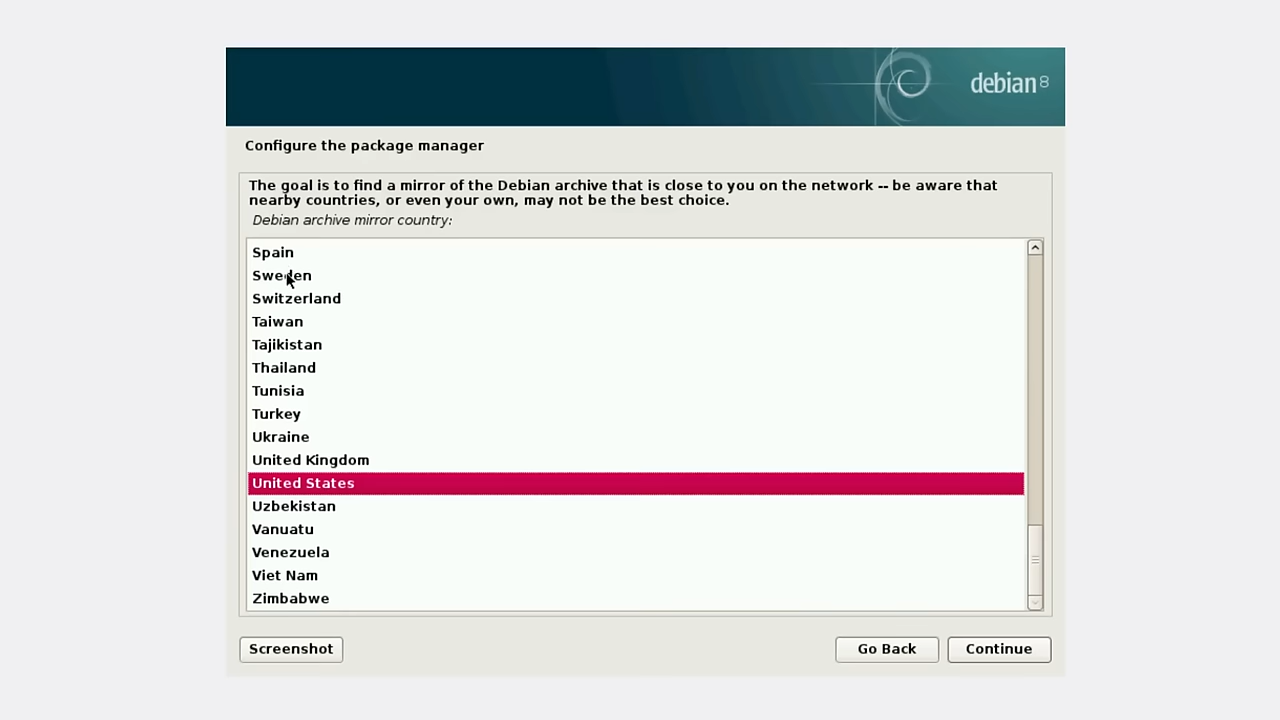 debian 8
Configure the package manager
The goal is to find a mirror of the Debian archive that is close to you on the network -- be aware that
nearby countries, or even your own, may not be the best choice.
Debian archive mirror country:
Spain
Sweden
Switzerland
Taiwan
Tajikistan
Thailand
Tunisia
Turkey
Ukraine
United Kingdom
United States
Uzbekistan
Vanuatu
Venezuela
Viet Nam
Zimbabwe
Screenshot
Go Back
Continue